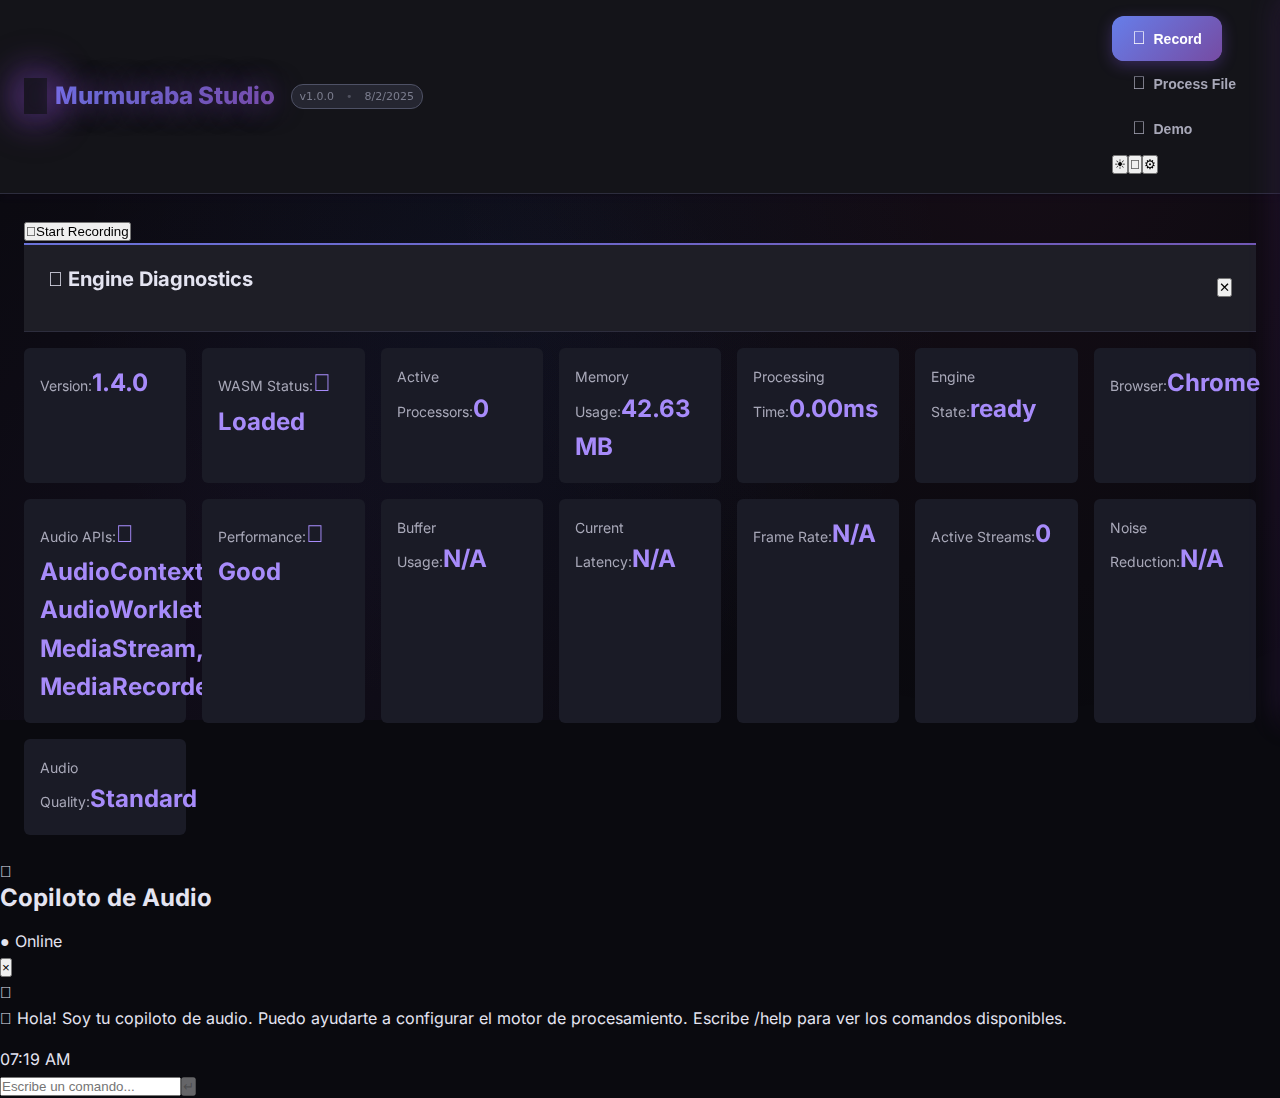 Murmuraba Studio
v1.0.0 • 8/2/2025
Record
Process File
Demo
Start Recording
Engine Diagnostics
Version:1.4.0
WASM Status:
Loaded
Active
Processors:0
Memory
Usage:42.63
MB
Processing
Time:0.00ms
Engine
State:ready
Browser:Chrome
Audio APIs:
AudioContext
AudioWorklet
MediaStream,
MediaRecorde
Performance:
Good
Buffer
Usage:N/A
Current
Latency:N/A
Frame Rate:N/A
Active Streams:0
Noise
Reduction:N/A
Audio
Quality:Standard
Copiloto de Audio
● Online
×
Hola! Soy tu copiloto de audio. Puedo ayudarte a configurar el motor de procesamiento. Escribe /help para ver los comandos disponibles.
07:19 AM
Escribe un comando...